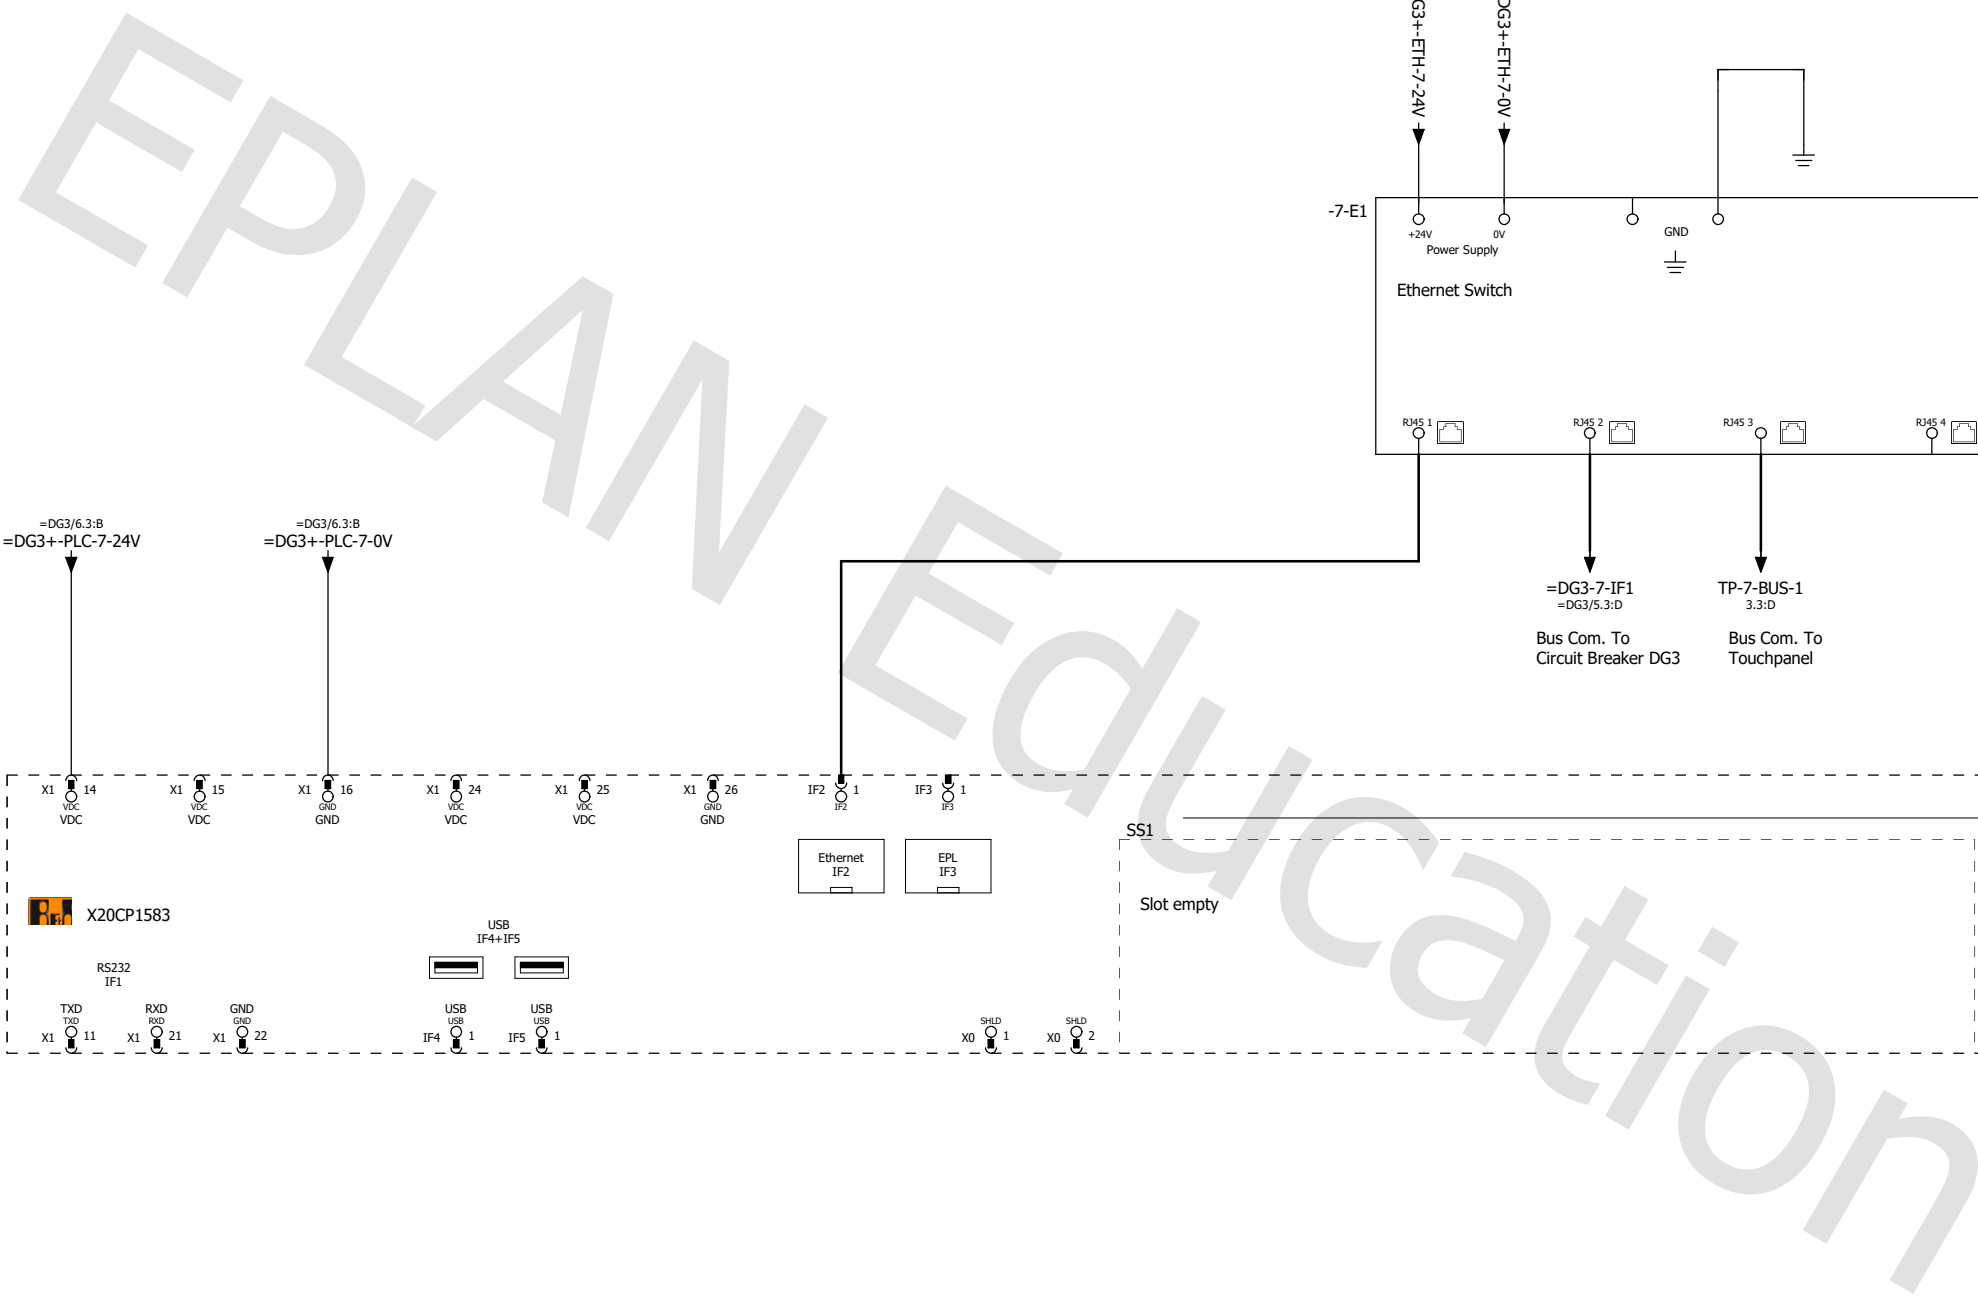 G3+-ETH-7-24V
DG3+-ETH-7-0V
-7-E1
+24V
0V
Power Supply
GND
Ethernet Switch
RJ45 1
RJ45 2
RJ45 3
RJ45 4
=DG3/6.3:B
=DG3+-PLC-7-24V
=DG3/6.3:B
=DG3+-PLC-7-0V
=DG3-7-IF1
=DG3/5.3:D
Bus Com. To
Circuit Breaker DG3
TP-7-BUS-1
3.3:D
Bus Com. To
Touchpanel
X1 14
VDC
VDC
X1 15
VDC
VDC
X1 16
GND
GND
X1 24
VDC
VDC
X1 25
VDC
VDC
X1 26
GND
GND
IF2 1
IF2
IF3 1
IF3
Ethernet
IF2
EPL
IF3
SS1
Slot empty
B&R
X20CP1583
RS232
IF1
USB
IF4+IF5
TXD
TXD
X1 11
RXD
RXD
X1 21
GND
GND
X1 22
USB
USB
IF4 1
USB
USB
IF5 1
SHLD
X0 1
SHLD
X0 2
EPLAN Education